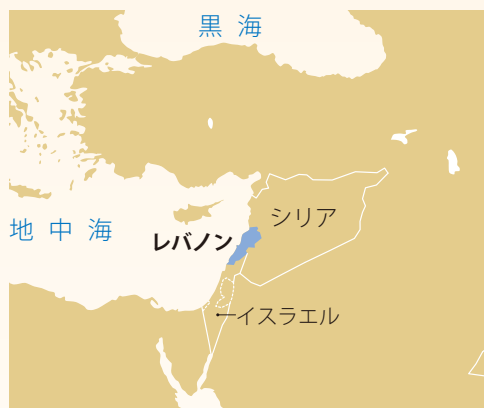 黒海
シリア
地中海
レバノン
イスラエル